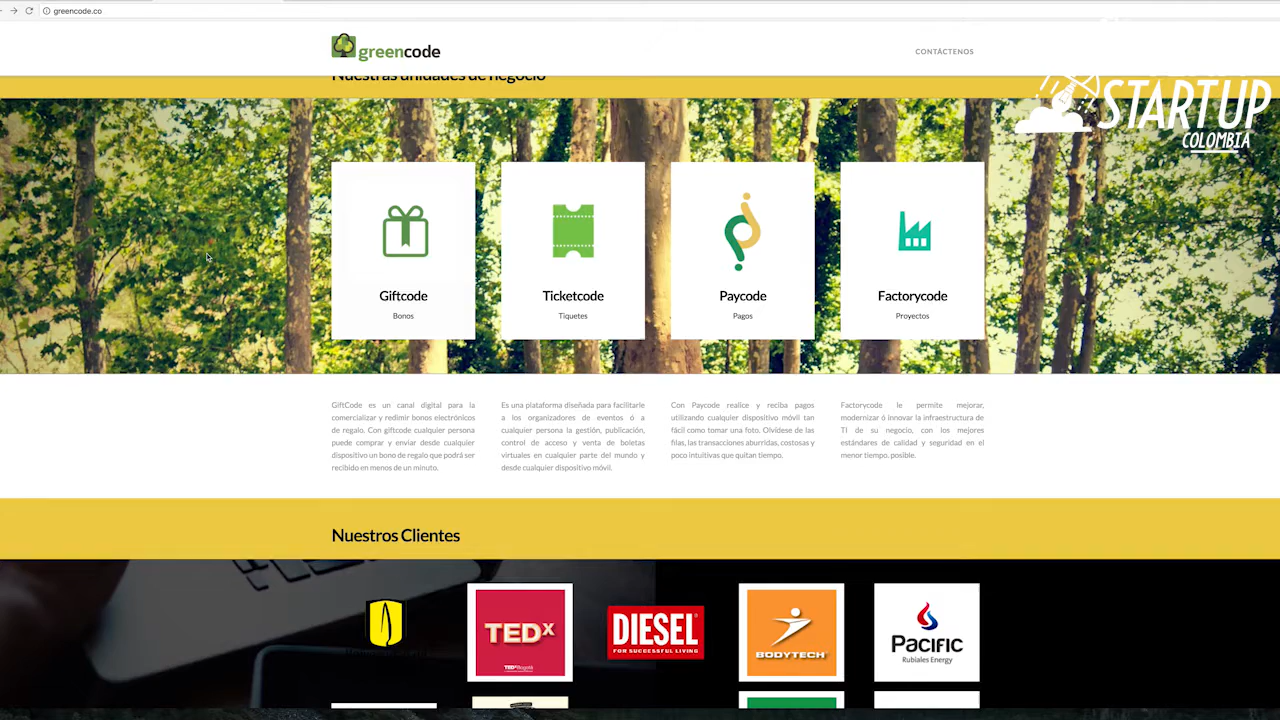 greencode.co
greencode
CONTÁCTENOS
Nuestras unidades de negocio
STARTUP
COLOMBIA
Giftcode
Bonos
Ticketcode
Tiquetes
Paycode
Pagos
Factorycode
Proyectos
GiftCode es un canal digital para la
comercializar y redimir bonos electrónicos
de regalo. Con giftcode cualquier persona
puede comprar y enviar desde cualquier
dispositivo un bono de regalo que podrá ser
recibido en menos de un minuto.
Es una plataforma diseñada para facilitarle
a los organizadores de eventos ó a
cualquier persona la gestión, publicación,
control de acceso y venta de boletas
virtuales en cualquier parte del mundo y
desde cualquier dispositivo móvil.
Con Paycode realice y reciba pagos
utilizando cualquier dispositivo móvil tan
fácil como tomar una foto. Olvídese de las
filas, las transacciones aburridas, costosas y
poco intuitivas que quitan tiempo.
Factorycode le permite mejorar,
modernizar ó innovar la infraestructura de
TI de su negocio, con los mejores
estándares de calidad y seguridad en el
menor tiempo. posible.
Nuestros Clientes
TEDx
TEDxBogotá
DIESEL
FOR SUCCESSFUL LIVING
BODYTECH
PACIFIC
Rubiales Energy